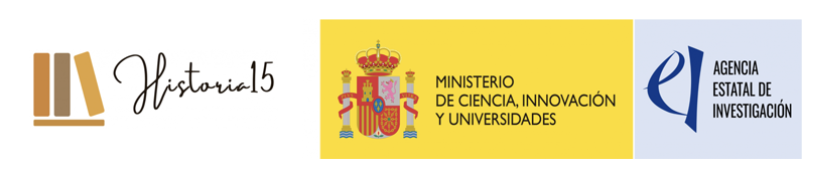 Historia15
MINISTERIO
DE CIENCIA, INNOVACIÓN
Y UNIVERSIDADES
AGENCIA
ESTATAL DE
INVESTIGACIÓN